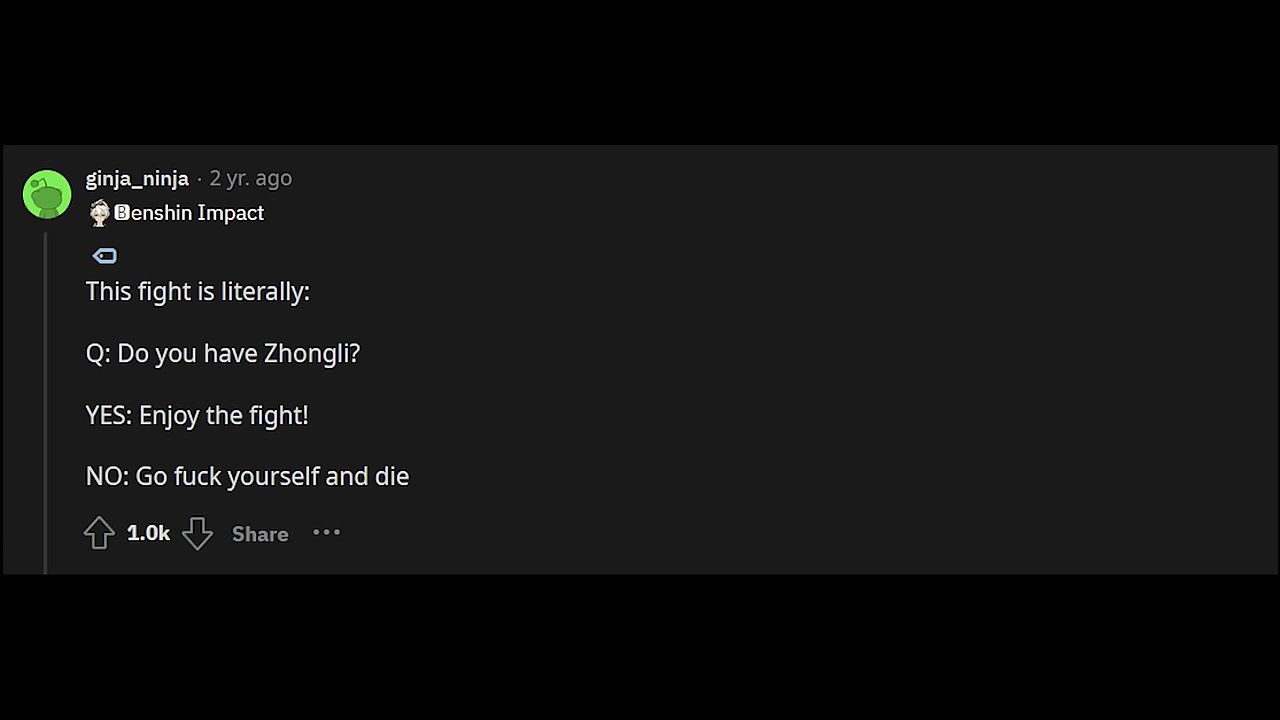 ginja_ninja · 2 yr. ago
🅱enshin Impact
This fight is literally:
Q: Do you have Zhongli?
YES: Enjoy the fight!
NO: Go fuck yourself and die
1.0k Share ···